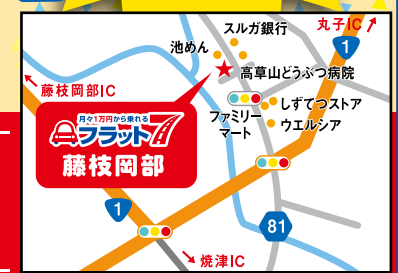 スルガ銀行
丸子IC
池めん
1
高草山どうぶつ病院
藤枝岡部IC
しずてつストア
ファミリー
マート
ウエルシア
月々1万円から乗れる
フラット7
藤枝岡部
1
81
焼津IC